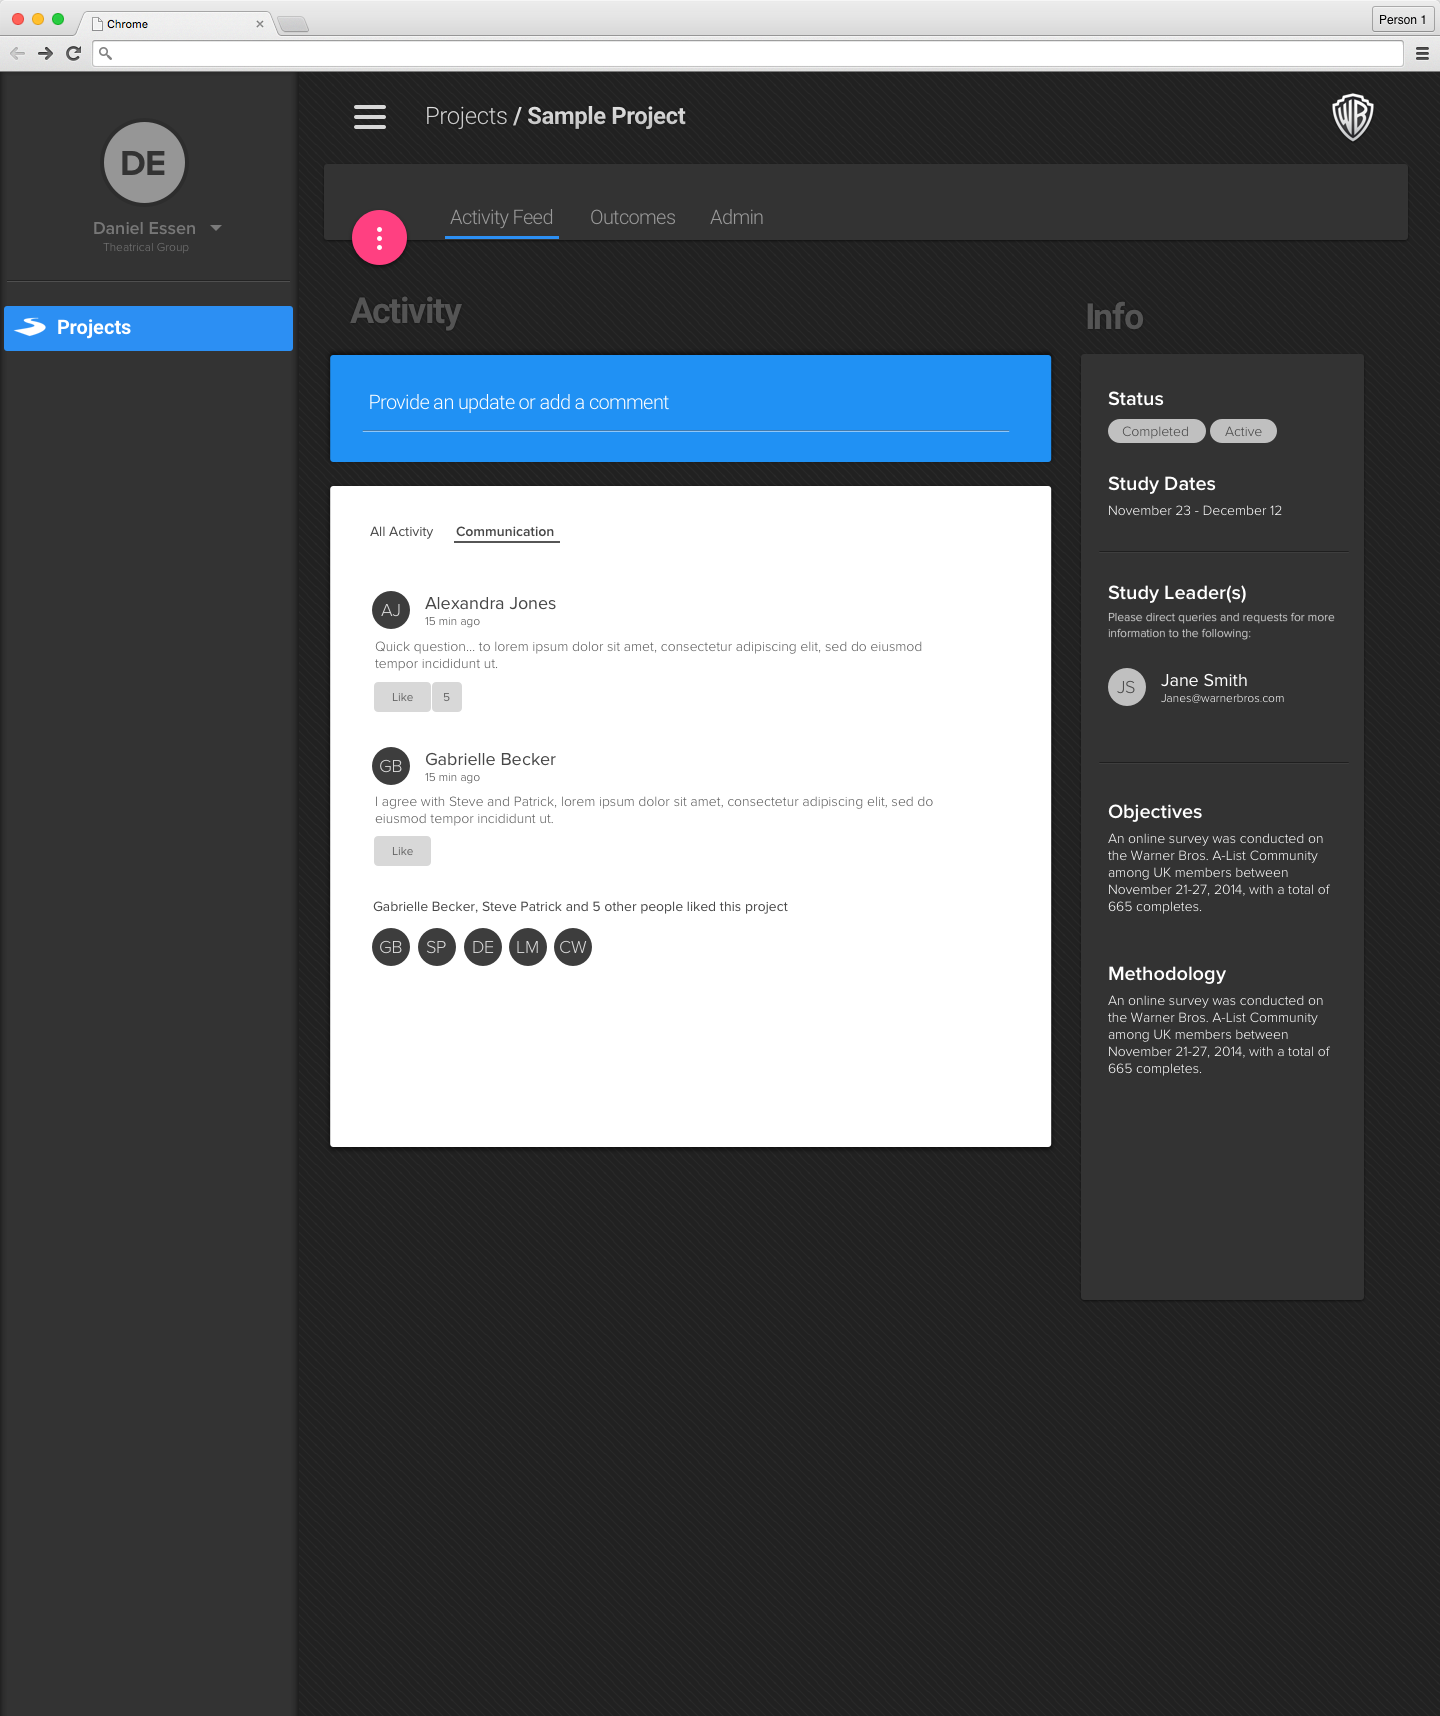 Chrome
Person 1
DE
Daniel Essen
Theatrical Group
Projects
Projects / Sample Project
WB
Activity Feed
Outcomes
Admin
Activity
Provide an update or add a comment
All Activity
Communication
AJ
Alexandra Jones
15 min ago
Quick question... to lorem ipsum dolor sit amet, consectetur adipiscing elit, sed do eiusmod
tempor incididunt ut.
Like
5
GB
Gabrielle Becker
15 min ago
I agree with Steve and Patrick, lorem ipsum dolor sit amet, consectetur adipiscing elit, sed do
eiusmod tempor incididunt ut.
Like
Gabrielle Becker, Steve Patrick and 5 other people liked this project
GB SP DE LM CW
Info
Status
Completed
Active
Study Dates
November 23 - December 12
Study Leader(s)
Please direct queries and requests for more
information to the following:
JS
Jane Smith
Janes@warnerbros.com
Objectives
An online survey was conducted on
the Warner Bros. A-List Community
among UK members between
November 21-27, 2014, with a total of
665 completes.
Methodology
An online survey was conducted on
the Warner Bros. A-List Community
among UK members between
November 21-27, 2014, with a total of
665 completes.